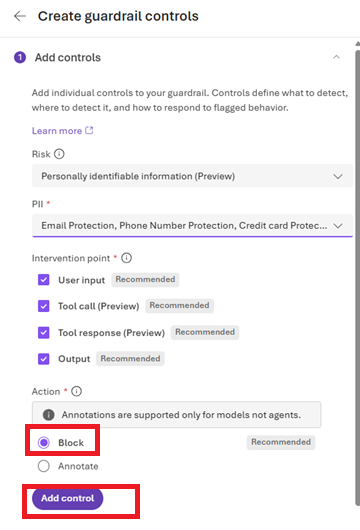 Create guardrail controls
1 Add controls
Add individual controls to your guardrail. Controls define what to detect,
where to detect it, and how to respond to flagged behavior.
Learn more
Risk
Personally identifiable information (Preview)
PII *
Email Protection, Phone Number Protection, Credit card Protec...
Intervention point *
User input Recommended
Tool call (Preview) Recommended
Tool response (Preview) Recommended
Output Recommended
Action *
Annotations are supported only for models not agents.
Block Recommended
Annotate
Add control